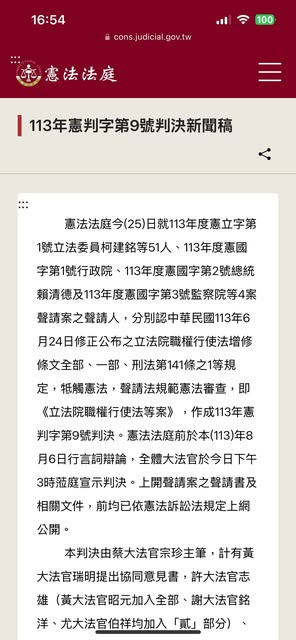 16:54
100
cons.judicial.gov.tw
憲法法庭
113年憲判字第9號判決新聞稿
憲法法庭今(25)日就113年度憲立字第
1號立法委員柯建銘等51人、113年度憲國
字第1號行政院、113年度憲國字第2號總統
賴清德及113年度憲國字第3號監察院等4案
聲請案之聲請人，分別認中華民國113年6
月24日修正公布之立法院職權行使法增修
條文全部、一部、刑法第141條之1等規
定，牴觸憲法，聲請法規範憲法審查，即
《立法院職權行使法等案》，作成113年憲
判字第9號判決。憲法法庭前於本(113)年8
月6日行言詞辯論，全體大法官於今日下午
3時蒞庭宣示判決。上開聲請案之聲請書及
相關文件，前均已依憲法訴訟法規定上網
公開。
本判決由蔡大法官宗珍主筆，計有黃
大法官瑞明提出協同意見書，許大法官志
雄（黃大法官昭元加入全部、謝大法官銘
洋、尤大法官伯祥均加入「貳」部分）、